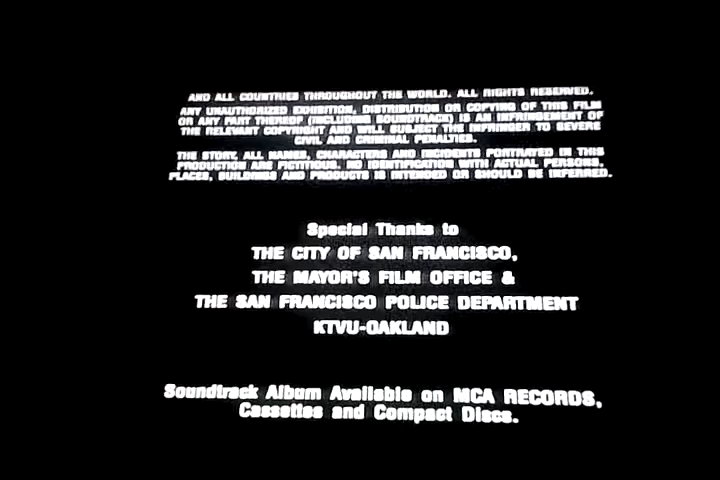 AND ALL COUNTRIES THROUGHOUT THE WORLD. ALL RIGHTS RESERVED.
ANY UNAUTHORIZED EXHIBITION, DISTRIBUTION OR COPYING OF THIS FILM
OR ANY PART THEREOF (INCLUDING SOUNDTRACK) IS AN INFRINGEMENT OF
THE RELEVANT COPYRIGHT AND WILL SUBJECT THE INFRINGER TO SEVERE
CIVIL AND CRIMINAL PENALTIES.
THE STORY, ALL NAMES, CHARACTERS AND INCIDENTS PORTRAYED IN THIS
PRODUCTION ARE FICTITIOUS. NO IDENTIFICATION WITH ACTUAL PERSONS,
PLACES, BUILDINGS AND PRODUCTS IS INTENDED OR SHOULD BE INFERRED.
Special Thanks to
THE CITY OF SAN FRANCISCO,
THE MAYOR'S FILM OFFICE &
THE SAN FRANCISCO POLICE DEPARTMENT
KTVU-OAKLAND
Soundtrack Album Available on MCA RECORDS,
Cassettes and Compact Discs.